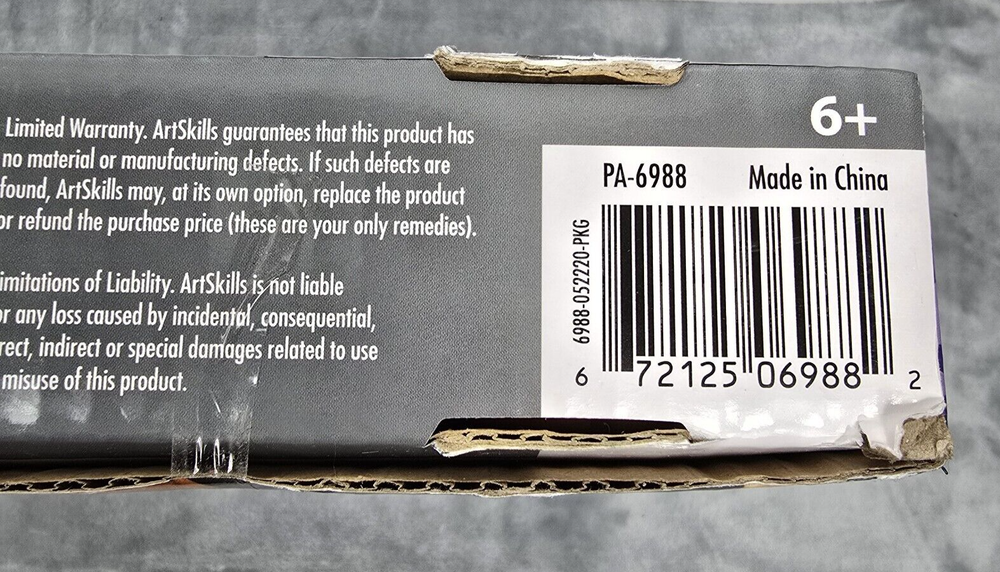 Limited Warranty. ArtSkills guarantees that this product has
no material or manufacturing defects. If such defects are
found, ArtSkills may, at its own option, replace the product
or refund the purchase price (these are your only remedies).
imitations of Liability. ArtSkills is not liable
or any loss caused by incidental, consequential,
rect, indirect or special damages related to use
misuse of this product.
6+
PA-6988 Made in China
6988-052220-PKG
6 72125 06988 2